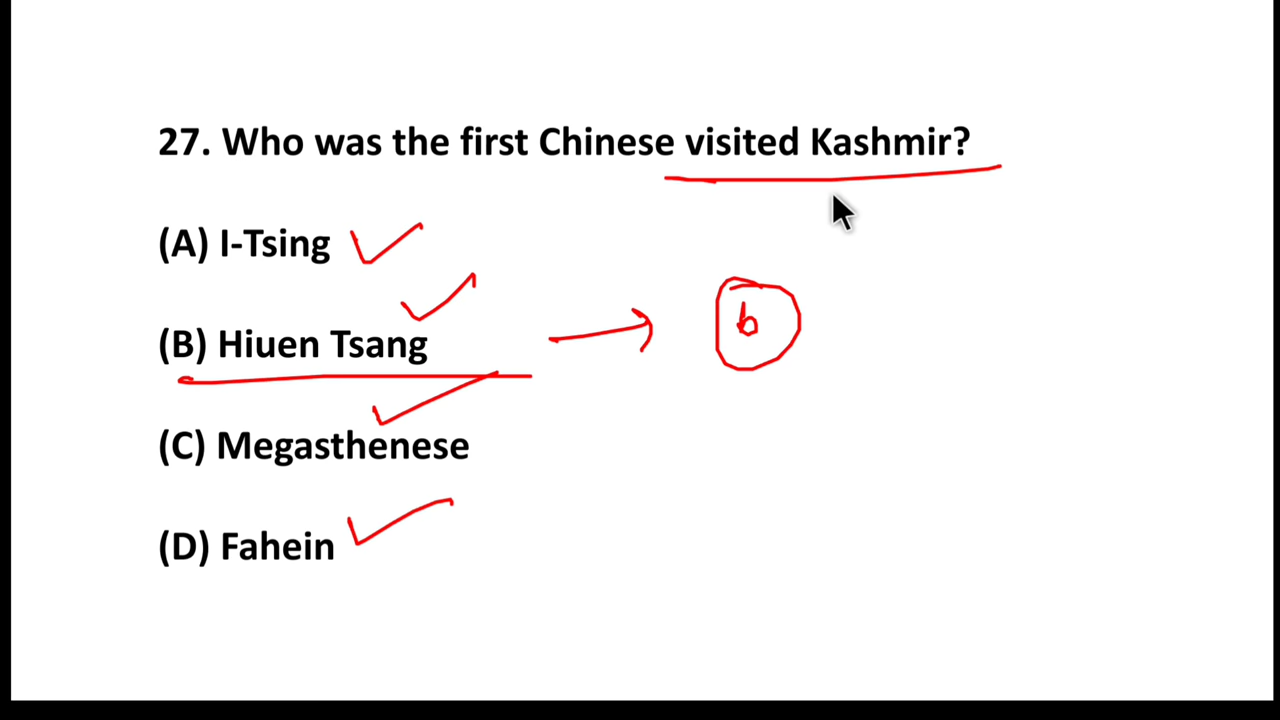 27. Who was the first Chinese visited Kashmir?
(A) I-Tsing
(B) Hiuen Tsang
b
(C) Megasthenese
(D) Fahein